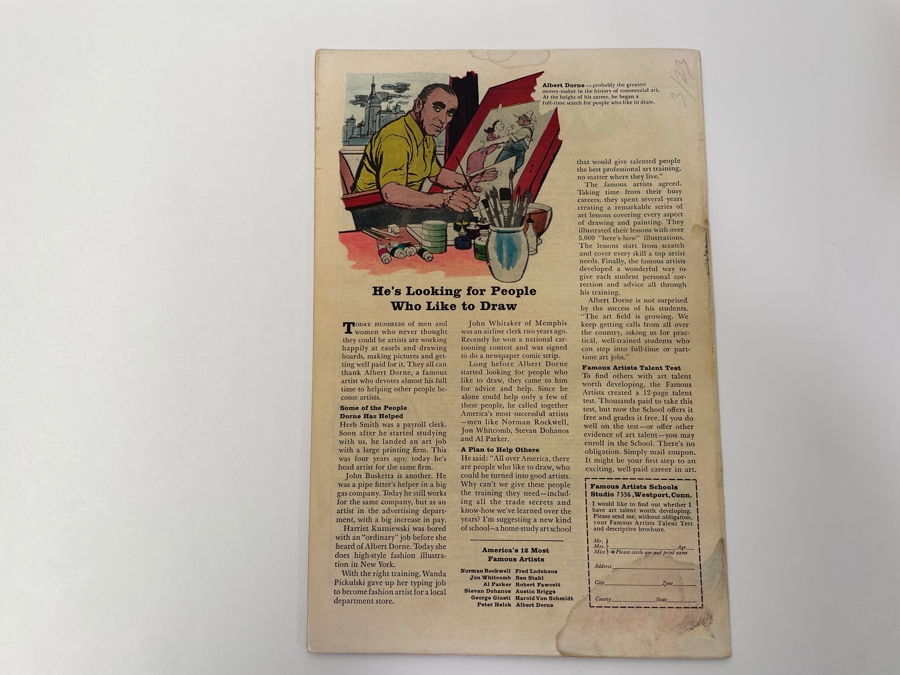 Albert Dorne — probably the greatest
money-maker in the history of commercial art.
At the height of his career, he began a
full-time search for people who like to draw.
3/23
He's Looking for People
Who Like to Draw
TODAY HUNDREDS of men and
women who never thought
they could be artists are working
happily at easels and drawing
boards, making pictures and get-
ting well paid for it. They all can
thank Albert Dorne, a famous
artist who devotes almost his full
time to helping other people be-
come artists.
Some of the People
Dorne Has Helped
Herb Smith was a payroll clerk.
Soon after he started studying
with us, he landed an art job
with a large printing firm. This
was four years ago; today he's
head artist for the same firm.
John Busketta is another. He
was a pipe fitter's helper in a big
gas company. Today he still works
for the same company, but as an
artist in the advertising depart-
ment, with a big increase in pay.
Harriet Kuzniewski was bored
with an "ordinary" job before she
heard of Albert Dorne. Today she
does high-style fashion illustra-
tion in New York.
With the right training, Wanda
Pickulski gave up her typing job
to become fashion artist for a local
department store.
John Whitaker of Memphis
was an airline clerk two years ago.
Recently he won a national car-
tooning contest and was signed
to do a newspaper comic strip.
Long before Albert Dorne
started looking for people who
like to draw, they came to him
for advice and help. Since he
alone could help only a few of
these people, he called together
America's most successful artists
—men like Norman Rockwell,
Jon Whitcomb, Stevan Dohanos
and Al Parker.
A Plan to Help Others
He said: "All over America, there
are people who like to draw, who
could be turned into good artists.
Why can't we give these people
the training they need—includ-
ing all the trade secrets and
know-how we've learned over the
years? I'm suggesting a new kind
of school—a home-study art school
America's 12 Most
Famous Artists
Norman Rockwell Fred Ludekens
Jon Whitcomb Ben Stahl
Al Parker Robert Fawcett
Stevan Dohanos Austin Briggs
George Giusti Harold Von Schmidt
Peter Helck Albert Dorne
that would give talented people
the best professional art training,
no matter where they live."
The famous artists agreed.
Taking time from their busy
careers, they spent several years
creating a remarkable series of
art lessons covering every aspect
of drawing and painting. They
illustrated their lessons with over
5,000 "here's-how" illustrations.
The lessons start from scratch
and cover every skill a top artist
needs. Finally, the famous artists
developed a wonderful way to
give each student personal cor-
rection and advice all through
his training.
Albert Dorne is not surprised
by the success of his students.
"The art field is growing. We
keep getting calls from all over
the country, asking us for prac-
tical, well-trained students who
can step into full-time or part-
time art jobs."
Famous Artists Talent Test
To find others with art talent
worth developing, the Famous
Artists created a 12-page talent
test. Thousands paid to take this
test, but now the School offers it
free and grades it free. If you do
well on the test—or offer other
evidence of art talent—you may
enroll in the School. There's no
obligation. Simply mail coupon.
It might be your first step to an
exciting, well-paid career in art.
Famous Artists Schools
Studio 7556, Westport, Conn.
I would like to find out whether I
have art talent worth developing.
Please send me, without obligation,
your Famous Artists Talent Test
and descriptive brochure.
Mr.
Mrs. Age
Miss Please circle one and print name
Address
City Zone
County State